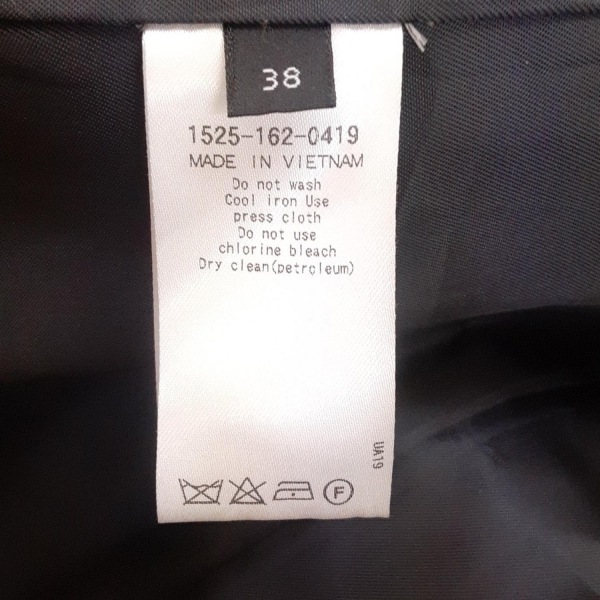 38
1525-162-0419
MADE IN VIETNAM
Do not wash
Cool iron Use
press cloth
Do not use
chlorine bleach
Dry clean(petroleum)
UA19
F